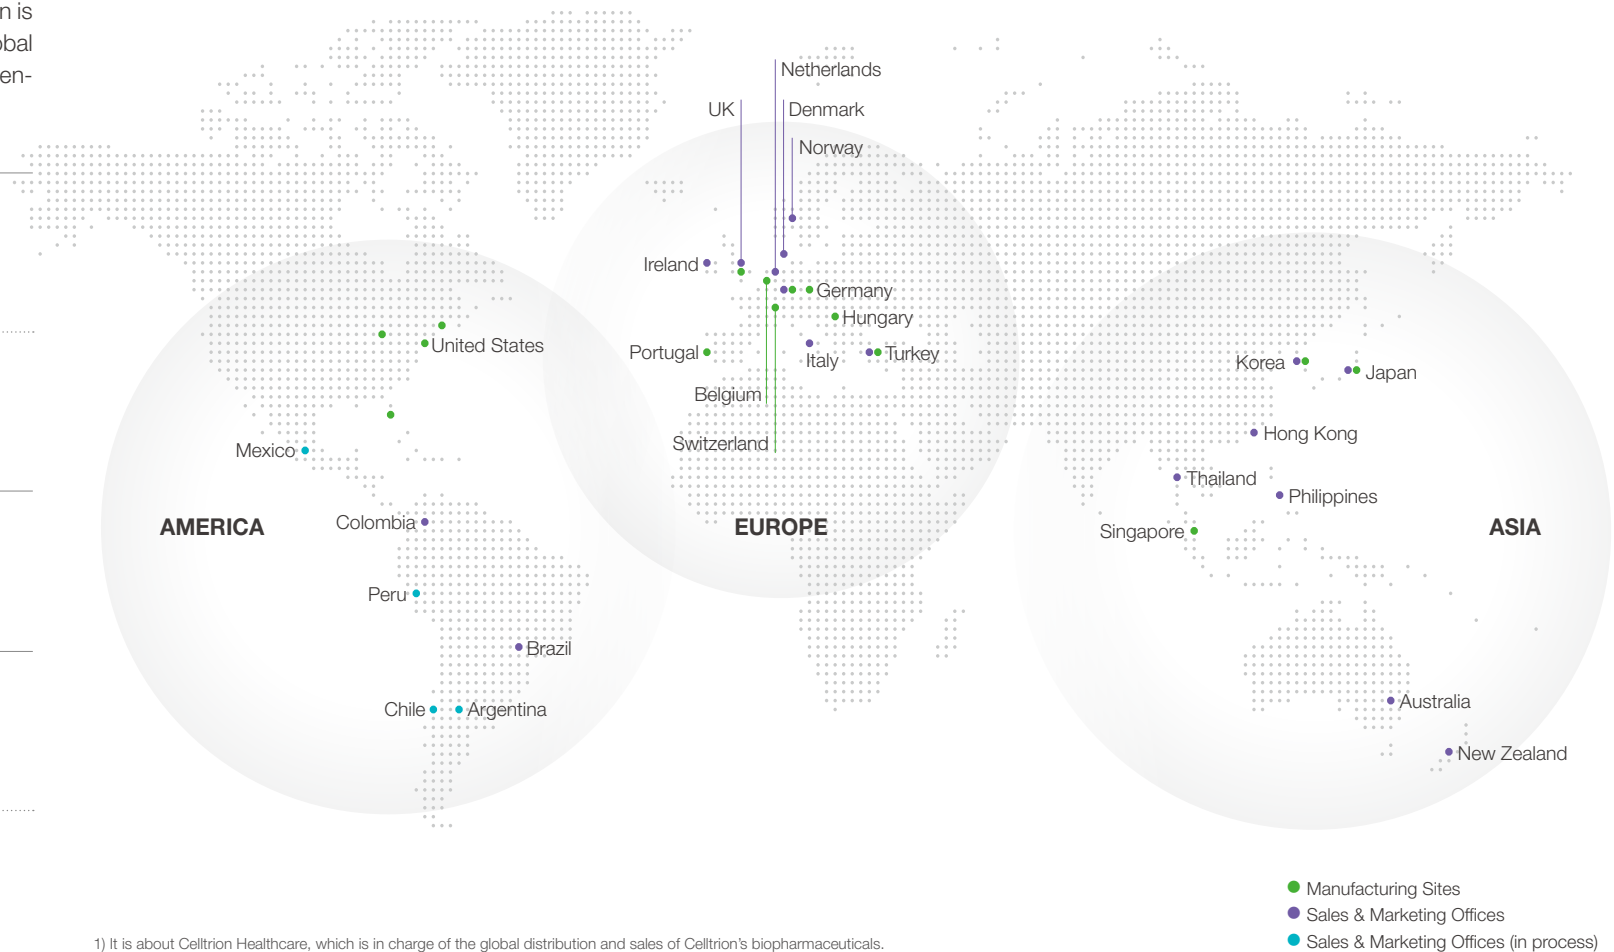 n is
obal
en-
Netherlands
UK
Denmark
Norway
Ireland
Germany
Hungary
Portugal
Italy
Turkey
Belgium
Switzerland
EUROPE
United States
Mexico
Colombia
AMERICA
Peru
Brazil
Chile
Argentina
Korea
Japan
Hong Kong
Thailand
Philippines
Singapore
ASIA
Australia
New Zealand
Manufacturing Sites
Sales & Marketing Offices
Sales & Marketing Offices (in process)
1) It is about Celltrion Healthcare, which is in charge of the global distribution and sales of Celltrion’s biopharmaceuticals.